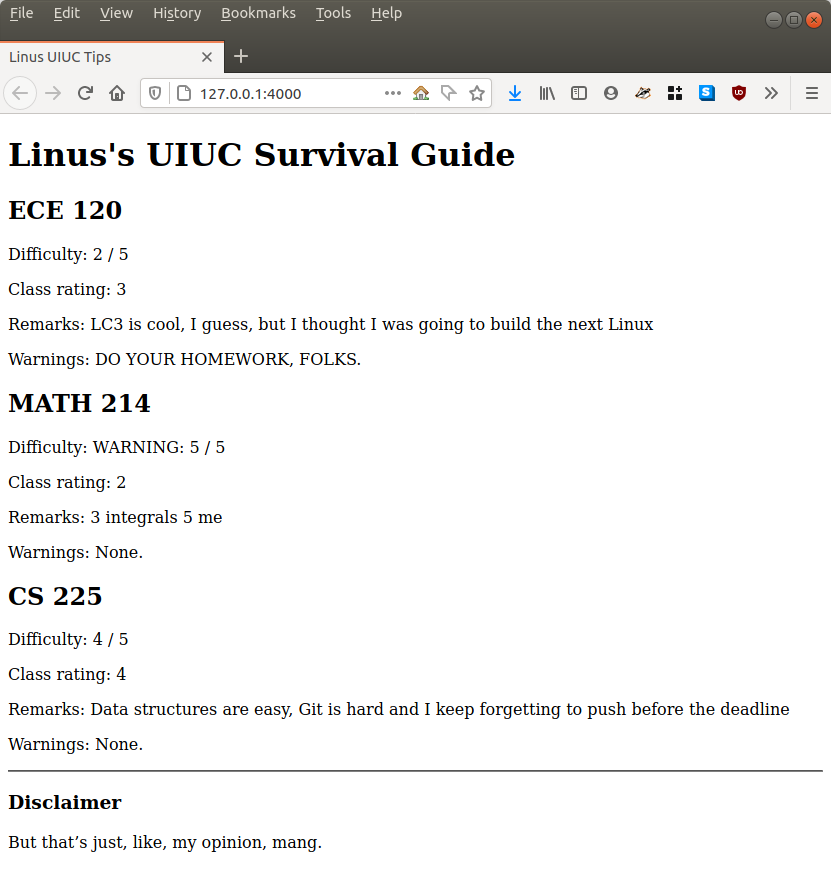 File Edit View History Bookmarks Tools Help
Linus UIUC Tips
127.0.0.1:4000
Linus's UIUC Survival Guide
ECE 120
Difficulty: 2 / 5
Class rating: 3
Remarks: LC3 is cool, I guess, but I thought I was going to build the next Linux
Warnings: DO YOUR HOMEWORK, FOLKS.
MATH 214
Difficulty: WARNING: 5 / 5
Class rating: 2
Remarks: 3 integrals 5 me
Warnings: None.
CS 225
Difficulty: 4 / 5
Class rating: 4
Remarks: Data structures are easy, Git is hard and I keep forgetting to push before the deadline
Warnings: None.
Disclaimer
But that’s just, like, my opinion, mang.